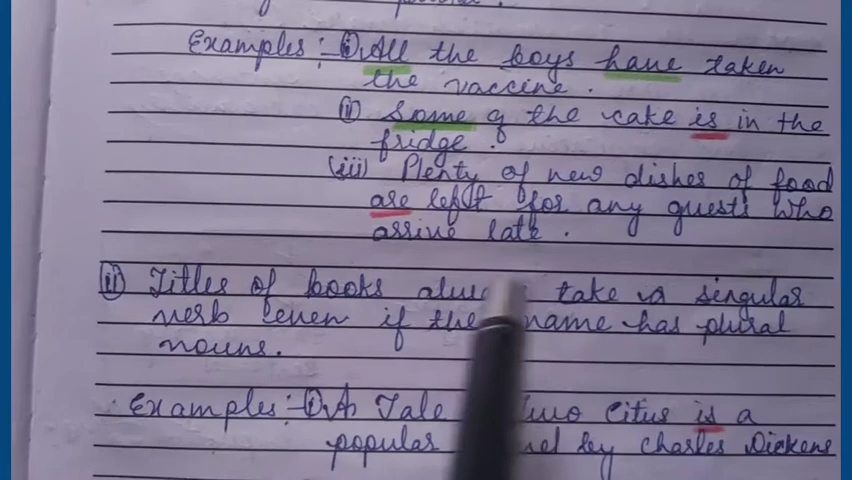 Examples:- (i) All the boys have taken
the vaccine.
(ii) Some of the cake is in the
fridge.
(iii) Plenty of new dishes of food
are left for any guests who
arrive late.
(ii) Titles of books take a singular
verb even if the name has plural
nouns.
Examples:- (i) A Tale Two Cities is a
popular by Charles Dickens